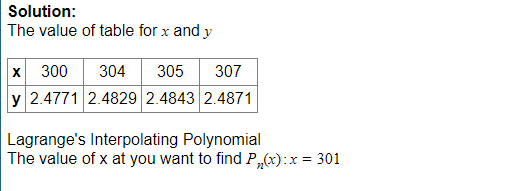 Solution:
The value of table for x and y
x 300 304 305 307
y 2.4771 2.4829 2.4843 2.4871
Lagrange's Interpolating Polynomial
The value of x at you want to find Pₙ(x) : x = 301